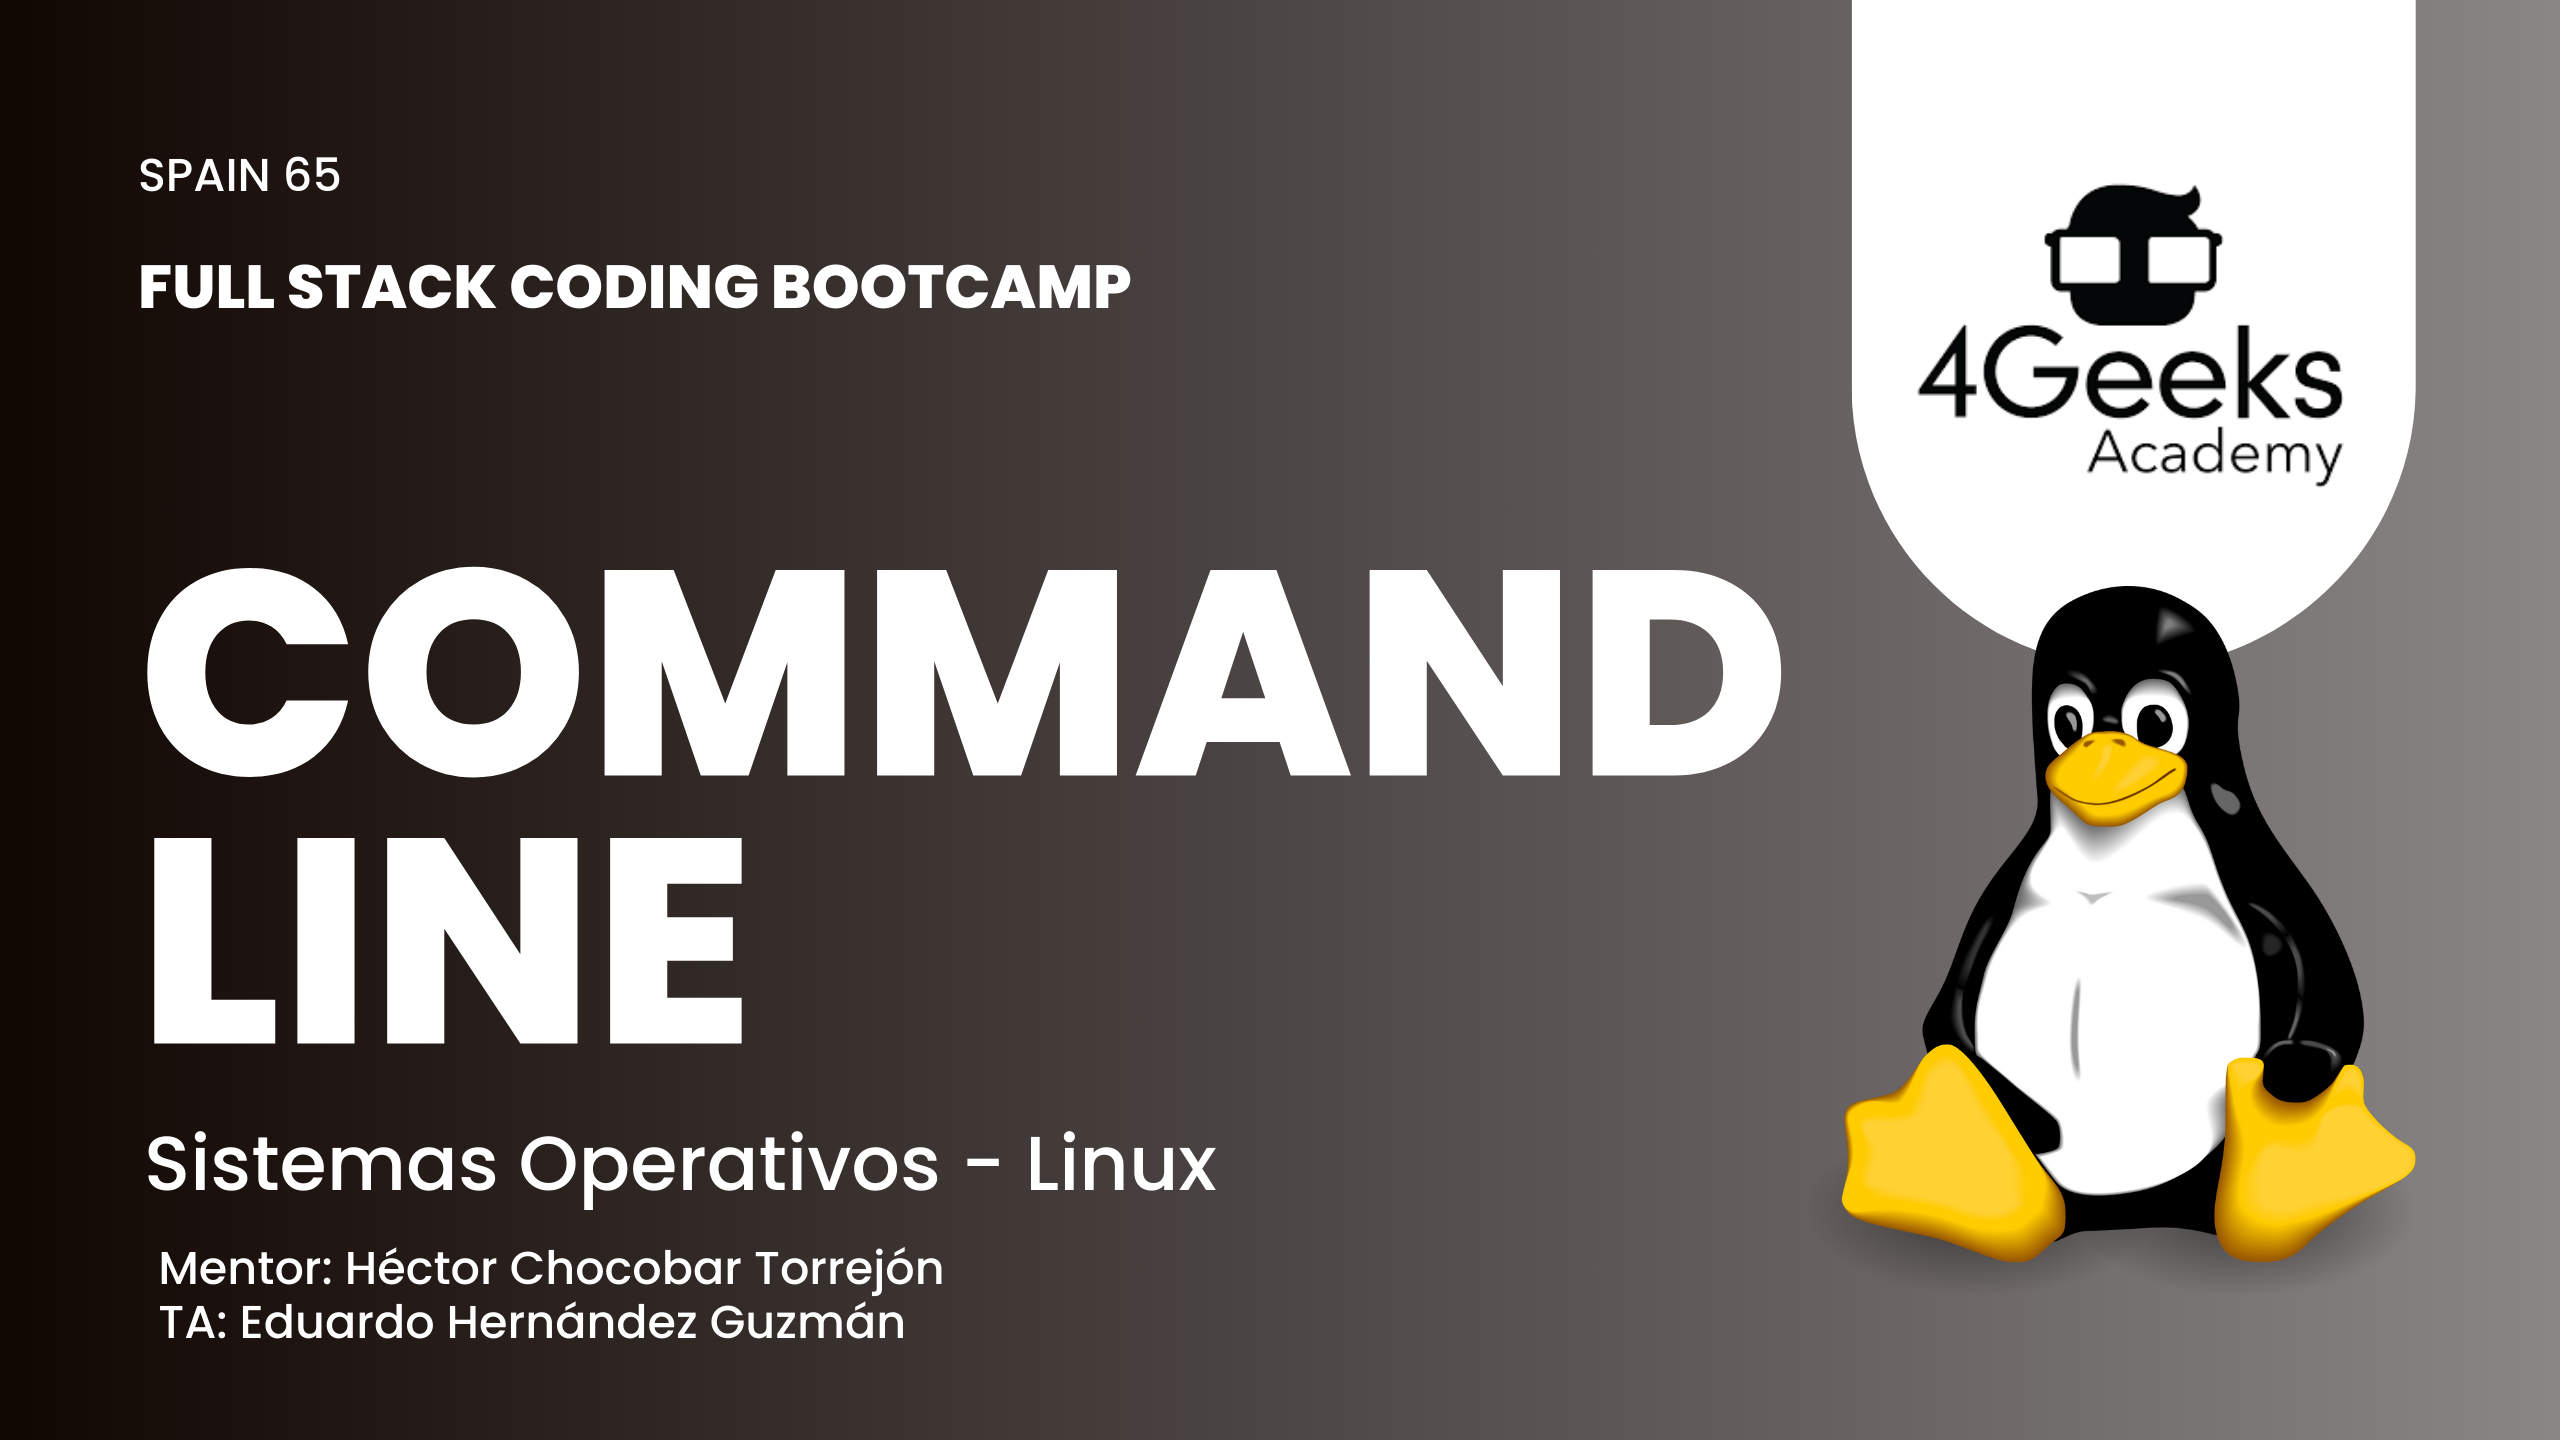 SPAIN 65
FULL STACK CODING BOOTCAMP
4Geeks
Academy
COMMAND
LINE
Sistemas Operativos - Linux
Mentor: Héctor Chocobar Torrejón
TA: Eduardo Hernández Guzmán